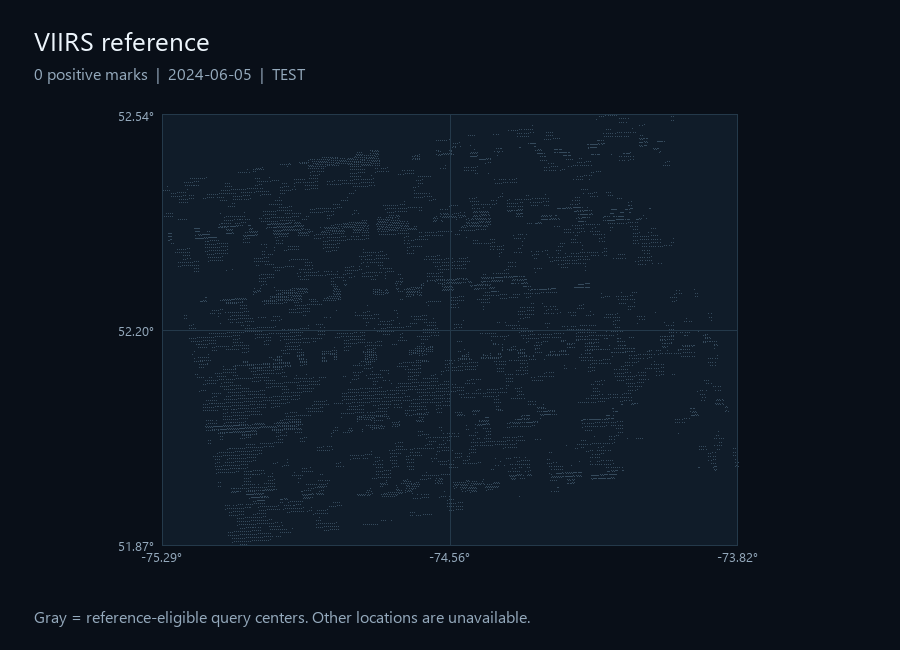 VIIRS reference
0 positive marks | 2024-06-05 | TEST
52.54°
52.20°
51.87°
-75.29°
-74.56°
-73.82°
Gray = reference-eligible query centers. Other locations are unavailable.